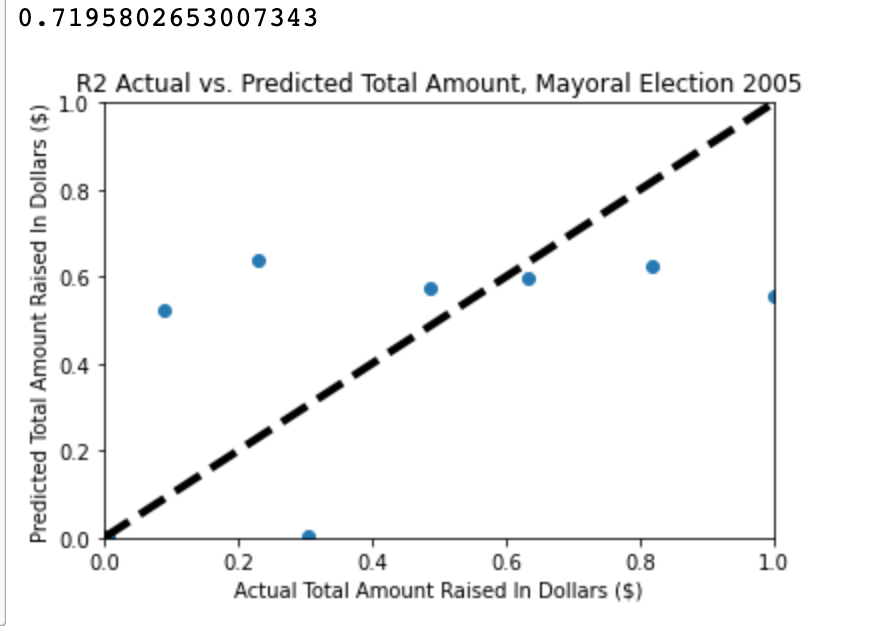 0.7195802653007343
R2 Actual vs. Predicted Total Amount, Mayoral Election 2005
Predicted Total Amount Raised In Dollars ($)
1.0
0.8
0.6
0.4
0.2
0.0
0.0 0.2 0.4 0.6 0.8 1.0
Actual Total Amount Raised In Dollars ($)